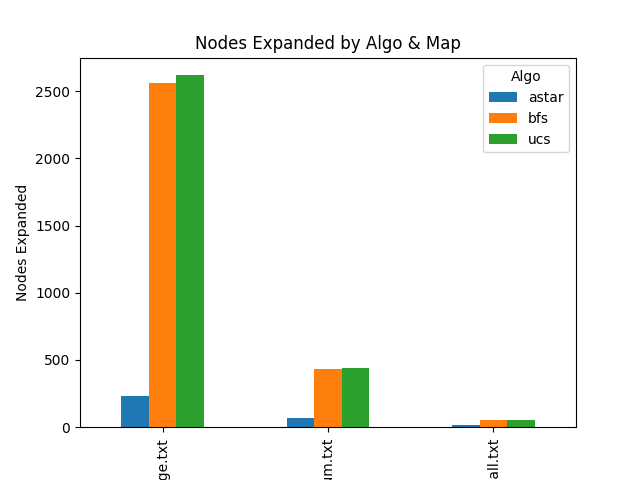 Nodes Expanded by Algo & Map
Algo
astar
bfs
ucs
Nodes Expanded
2500
2000
1500
1000
500
0
ge.txt
um.txt
all.txt